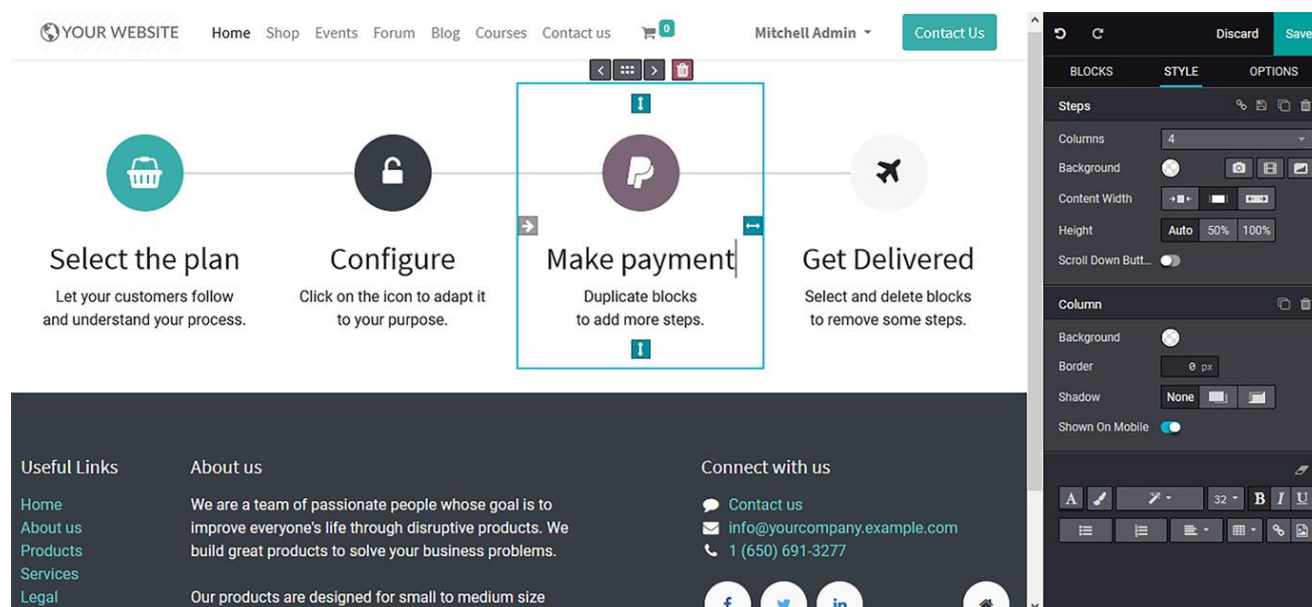 YOUR WEBSITE Home Shop Events Forum Blog Courses Contact us 0 Mitchell Admin Contact Us
Select the plan
Let your customers follow
and understand your process.
Configure
Click on the icon to adapt it
to your purpose.
Make payment
Duplicate blocks
to add more steps.
Get Delivered
Select and delete blocks
to remove some steps.
Useful Links
Home
About us
Products
Services
Legal
About us
We are a team of passionate people whose goal is to
improve everyone's life through disruptive products. We
build great products to solve your business problems.
Our products are designed for small to medium size
Connect with us
Contact us
info@yourcompany.example.com
1 (650) 691-3277
Discard Save
BLOCKS STYLE OPTIONS
Steps
Columns 4
Background
Content Width
Height Auto 50% 100%
Scroll Down Butt...
Column
Background
Border 0 px
Shadow None
Shown On Mobile
A 32 B I U